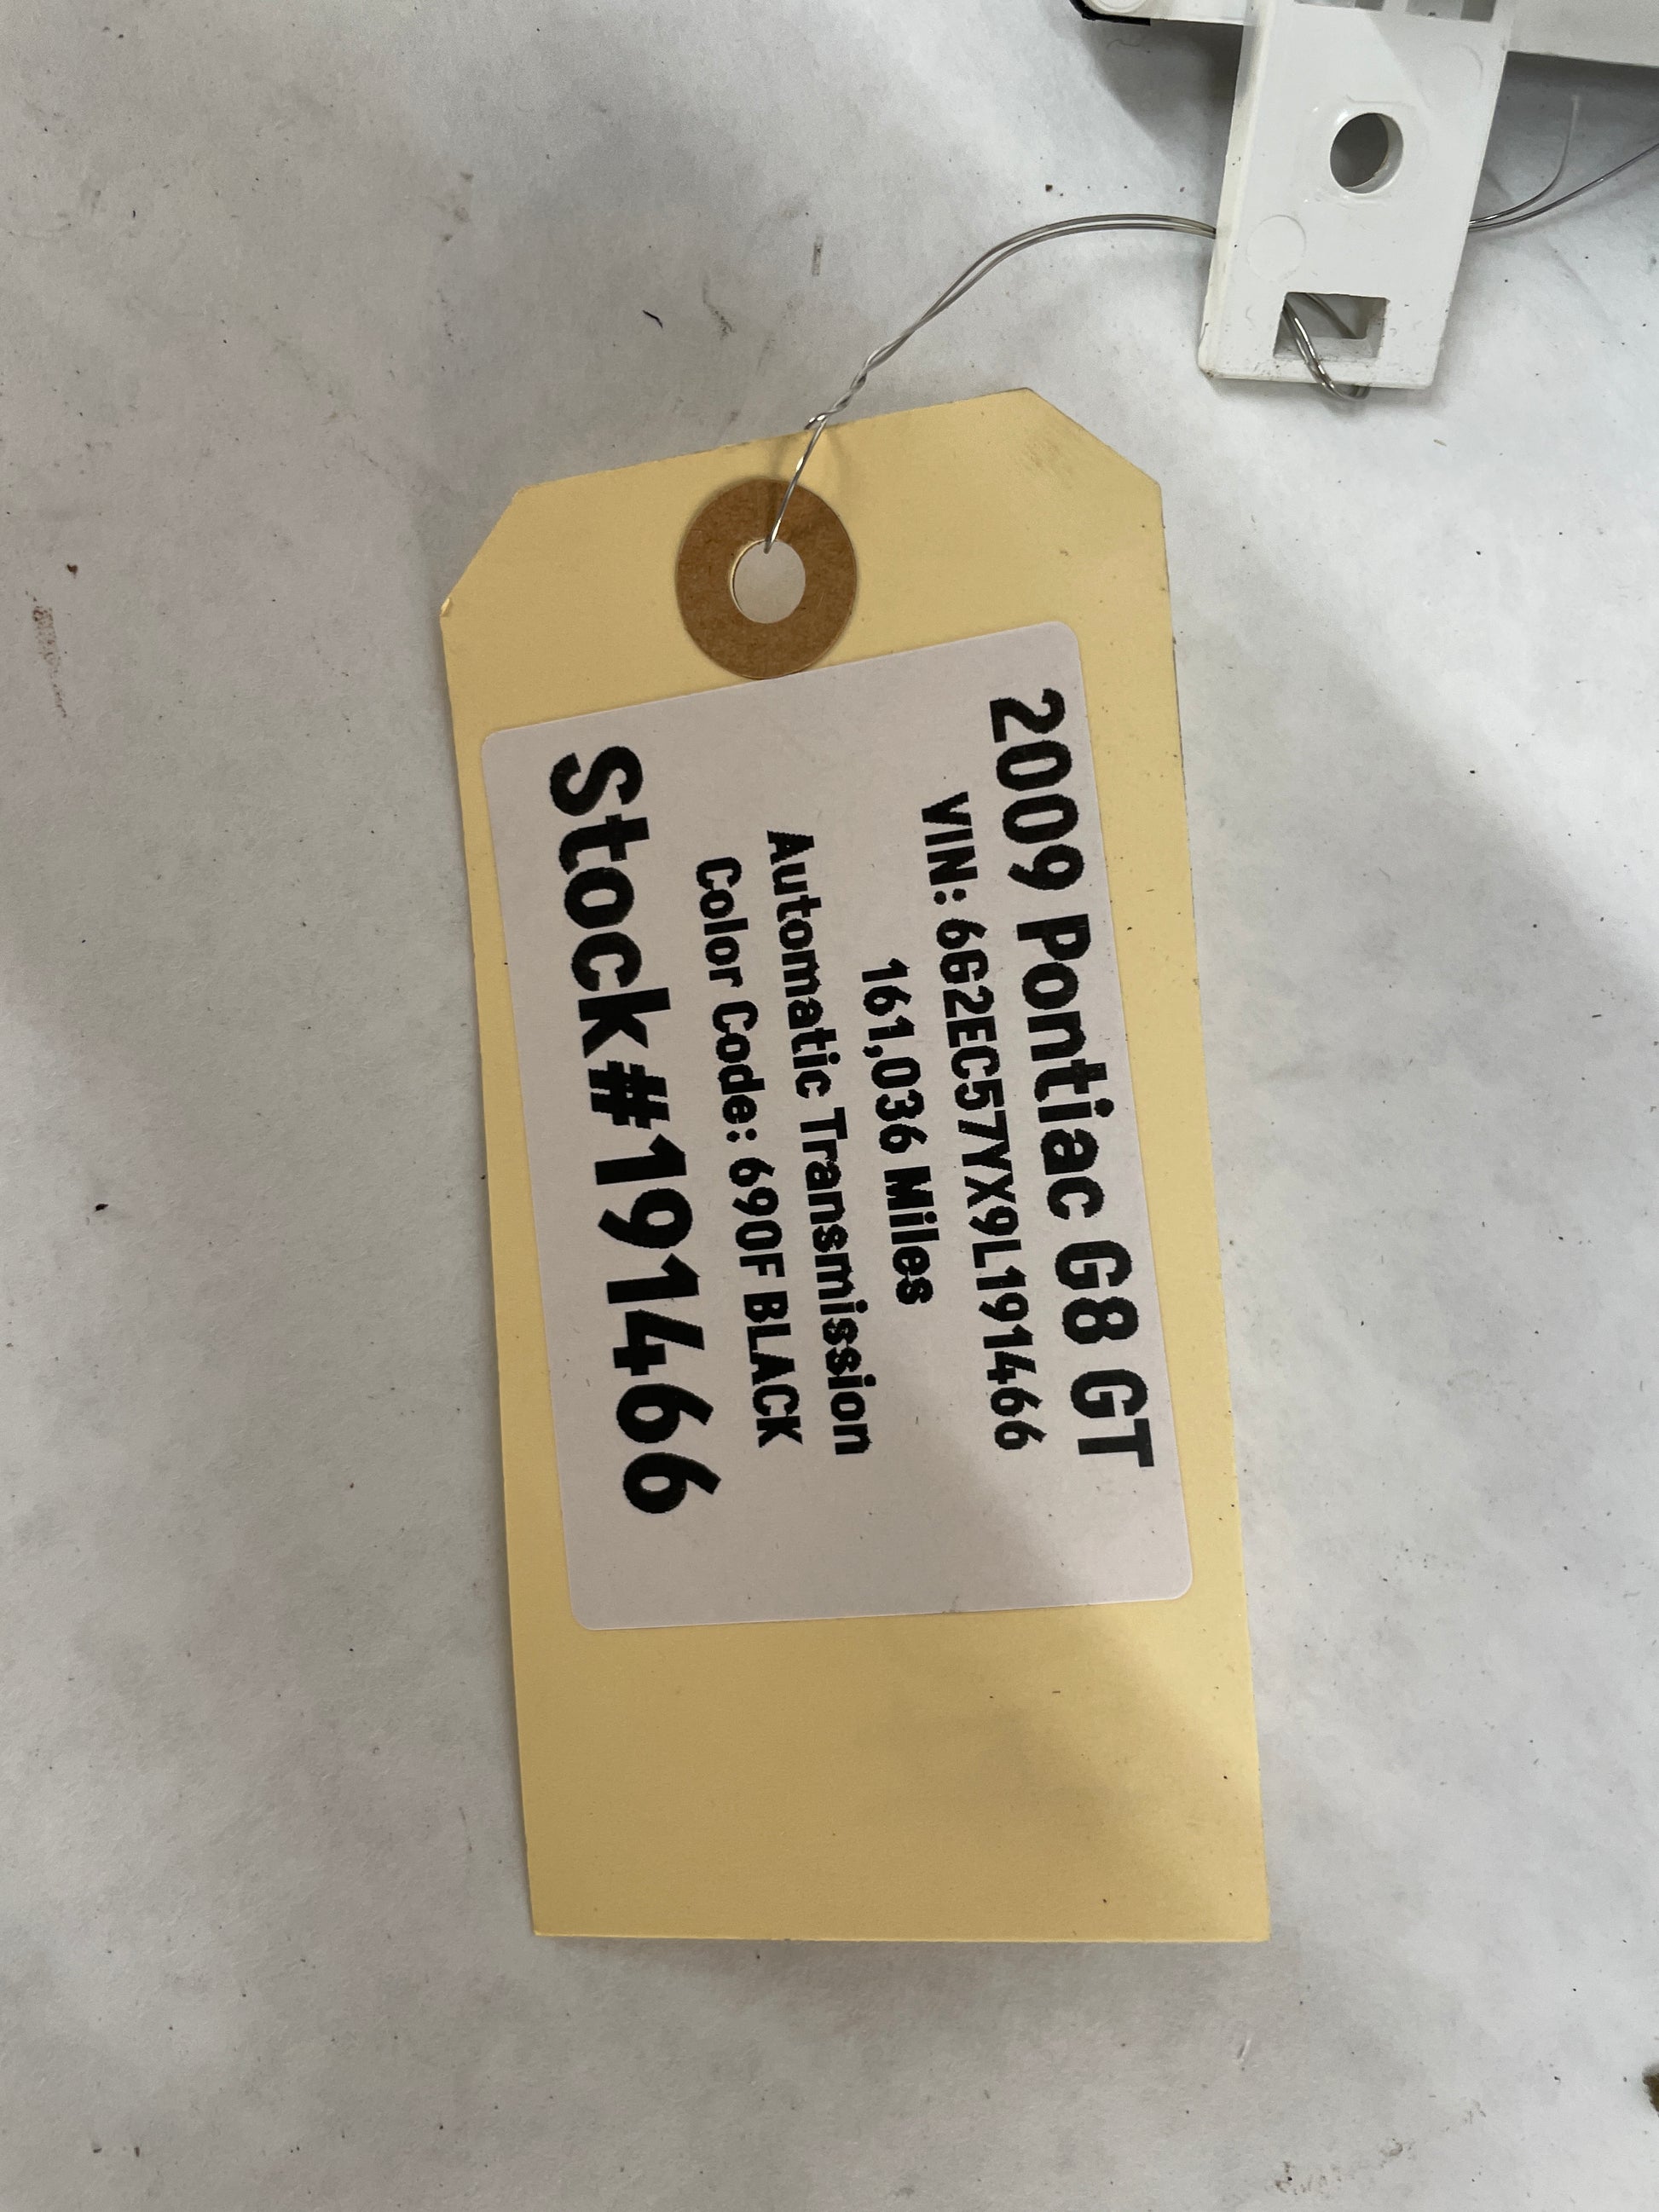 2009 Pontiac G8 GT
VIN: 6G2EC57YX9L191466
161,036 Miles
Automatic Transmission
Color Code: 690F BLACK
Stock#191466